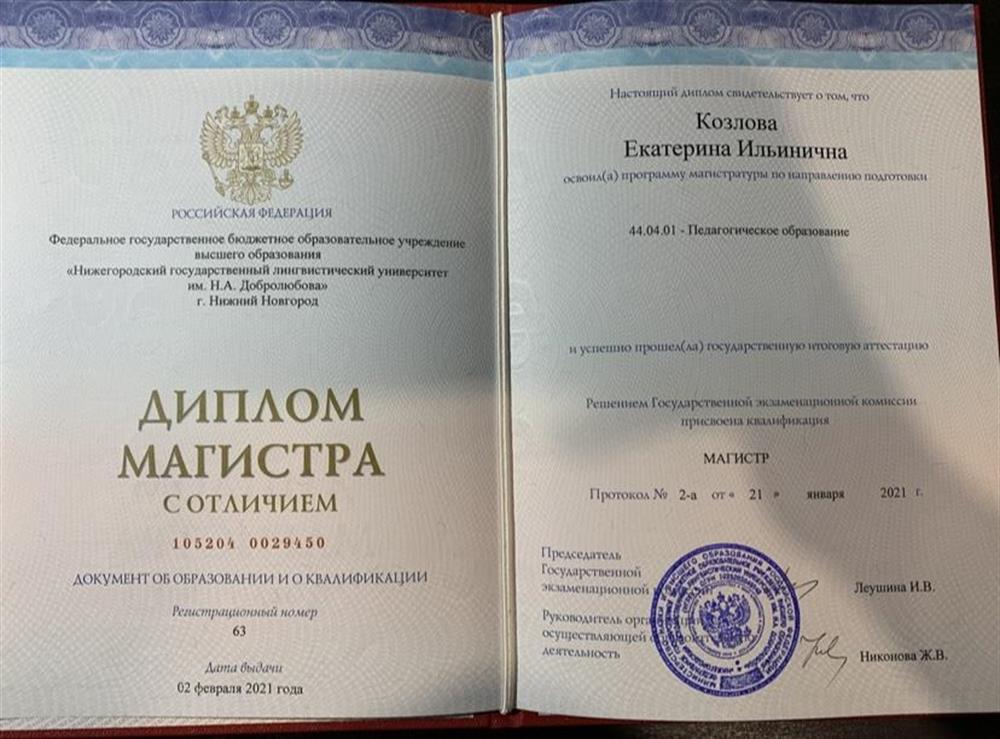 РОССИЙСКАЯ ФЕДЕРАЦИЯ
Федеральное государственное бюджетное образовательное учреждение
высшего образования
«Нижегородский государственный лингвистический университет
им. Н.А. Добролюбова»
г. Нижний Новгород
ДИПЛОМ
МАГИСТРА
С ОТЛИЧИЕМ
105204 0029450
ДОКУМЕНТ ОБ ОБРАЗОВАНИИ И О КВАЛИФИКАЦИИ
Регистрационный номер
63
Дата выдачи
02 февраля 2021 года
Настоящий диплом свидетельствует о том, что
Козлова
Екатерина Ильинична
освоил(а) программу магистратуры по направлению подготовки
44.04.01 - Педагогическое образование
и успешно прошел(ла) государственную итоговую аттестацию
Решением Государственной экзаменационной комиссии
присвоена квалификация
МАГИСТР
Протокол № 2-а от « 21 » января 2021 г.
Председатель
Государственной
экзаменационной
Леушина И.В.
Руководитель
осуществляющей
деятельность
Никонова Ж.В.